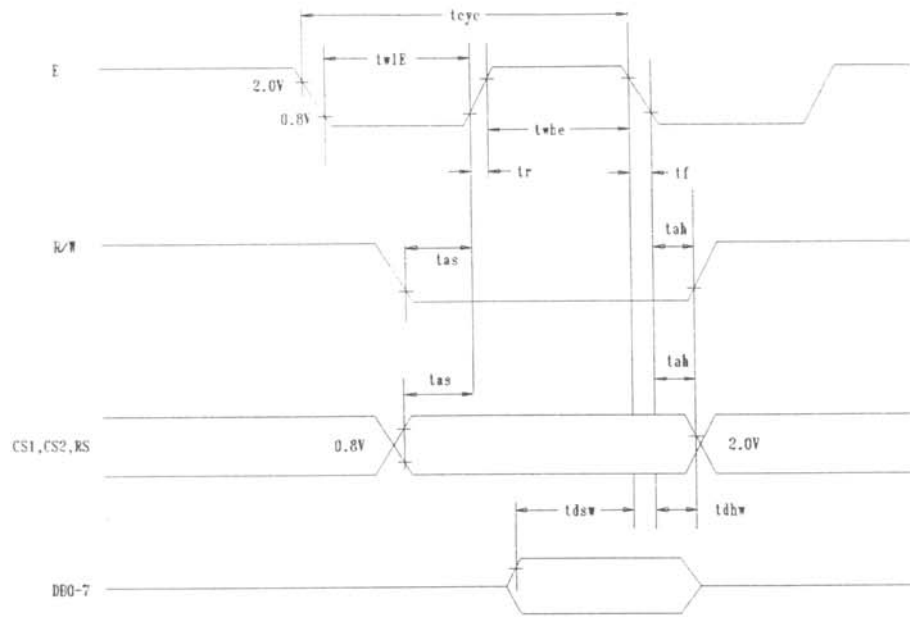 tcyc
twlE
E
2.0V
0.8V
twhe
tr
tf
R/W
tas
tah
tas
tah
CS1,CS2,RS
0.8V
2.0V
tdsw
tdhw
DB0-7